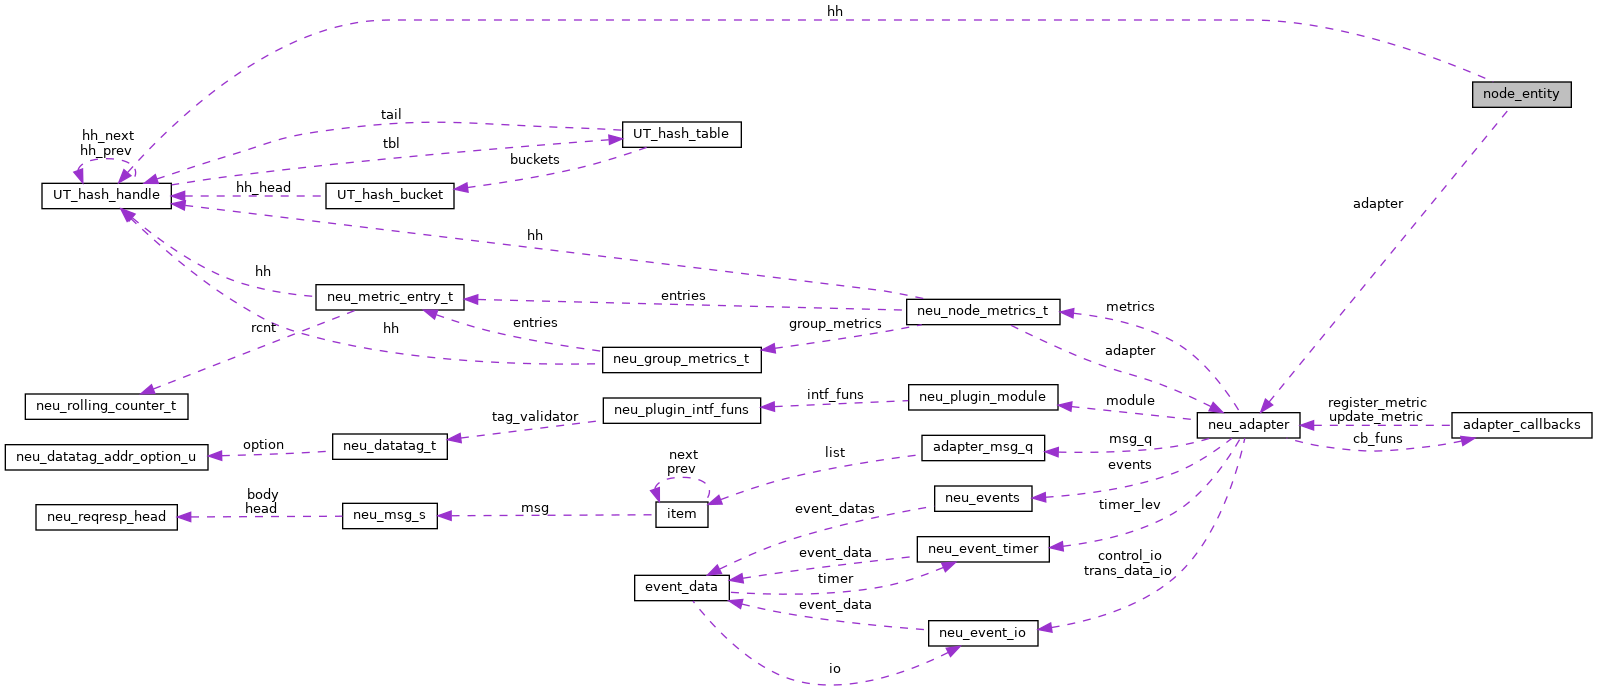 hh
node_entity
tail
UT_hash_table
hh_next
hh_prev
tbl
buckets
UT_hash_handle
hh_head
UT_hash_bucket
adapter
hh
hh
neu_metric_entry_t
entries
neu_node_metrics_t
metrics
rcnt
hh
entries
group_metrics
adapter
neu_group_metrics_t
neu_rolling_counter_t
neu_plugin_intf_funs
intf_funs
neu_plugin_module
module
register_metric
update_metric
neu_adapter
adapter_callbacks
cb_funs
tag_validator
neu_datatag_addr_option_u
option
neu_datatag_t
list
adapter_msg_q
msg_q
next
prev
events
neu_reqresp_head
body
head
neu_msg_s
msg
item
event_datas
neu_events
timer_lev
event_data
neu_event_timer
control_io
trans_data_io
event_data
timer
event_data
neu_event_io
io